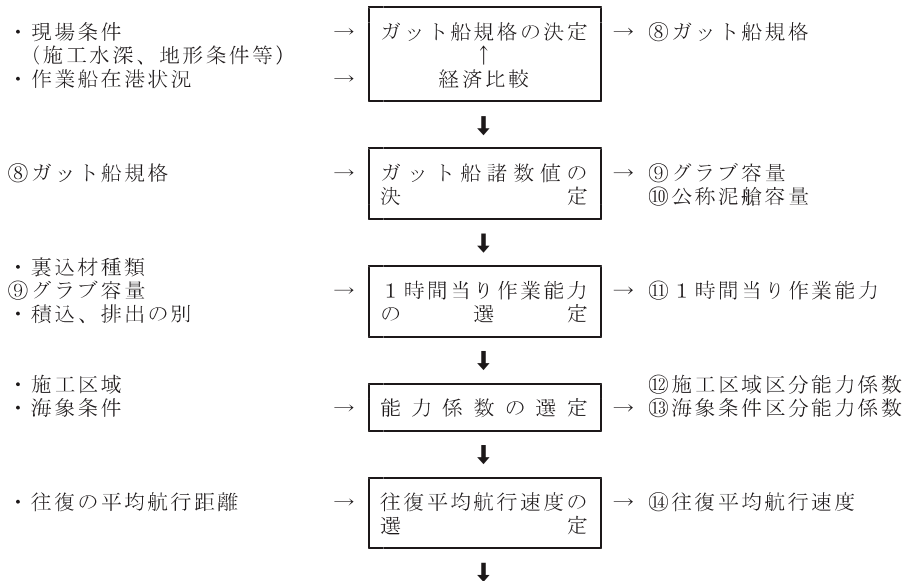 ・現場条件 → ガット船規格の決定 → ⑧ガット船規格
（施工水深、地形条件等） ↑
・作業船在港状況 → 経済比較
⬇
⑧ガット船規格 → ガット船諸数値の → ⑨グラブ容量
決定 ⑩公称泥艙容量
⬇
・裏込材種類
⑨グラブ容量 → １時間当り作業能力 → ⑪１時間当り作業能力
・積込、排出の別 の選定
⬇
・施工区域 ⑫施工区域区分能力係数
・海象条件 → 能力係数の選定 → ⑬海象条件区分能力係数
⬇
・往復の平均航行距離 → 往復平均航行速度の → ⑭往復平均航行速度
選定
⬇